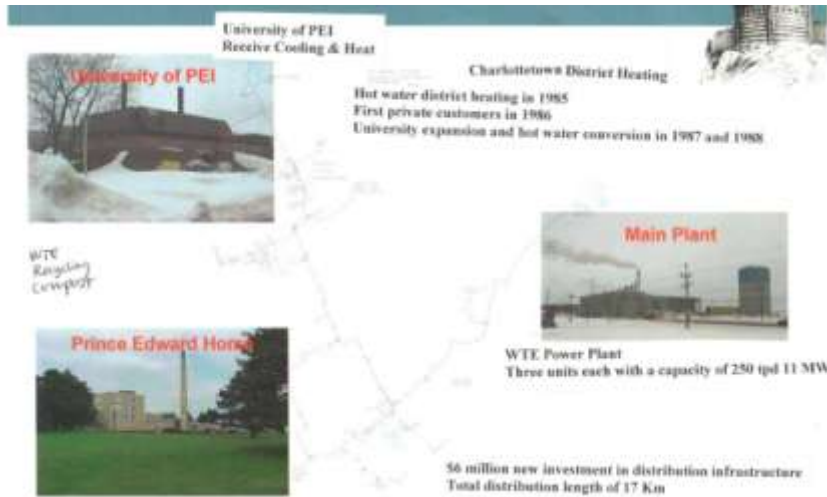 University of PEI
Receive Cooling & Heat
University of PEI
Charlottetown District Heating
Hot water district heating in 1985
First private customers in 1986
University expansion and hot water conversion in 1987 and 1988
WTE
Recycling
Compost
Main Plant
Prince Edward Home
WTE Power Plant
Three units each with a capacity of 250 tpd 11 MW
$6 million new investment in distribution infrastructure
Total distribution length of 17 Km